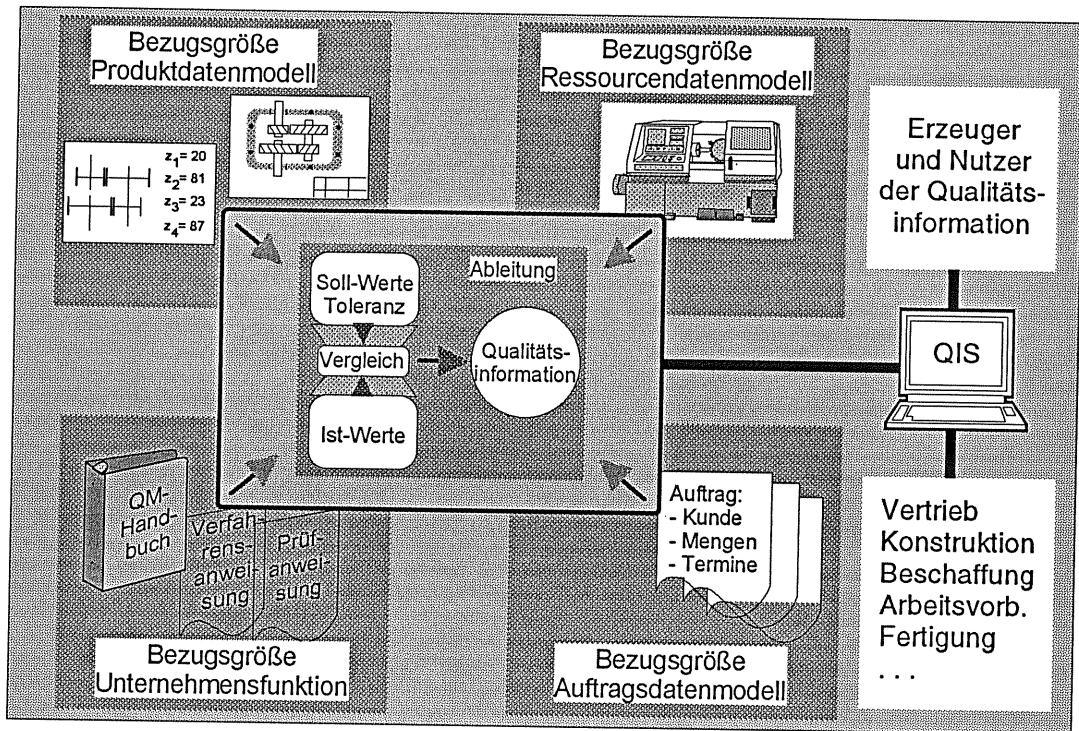 Bezugsgröße
Produktdatenmodell
z1= 20
z2= 81
z3= 23
z4= 87
Bezugsgröße
Ressourcendatenmodell
Erzeuger
und Nutzer
der Qualitäts-
information
Soll-Werte
Toleranz
Vergleich
Ist-Werte
Ableitung
Qualitäts-
information
QIS
QM-
Hand-
buch
Verfah-
rens-
anwei-
sung
Prüf-
anwei-
sung
Bezugsgröße
Unternehmensfunktion
Auftrag:
- Kunde
- Mengen
- Termine
Bezugsgröße
Auftragsdatenmodell
Vertrieb
Konstruktion
Beschaffung
Arbeitsvorb.
Fertigung
. . .